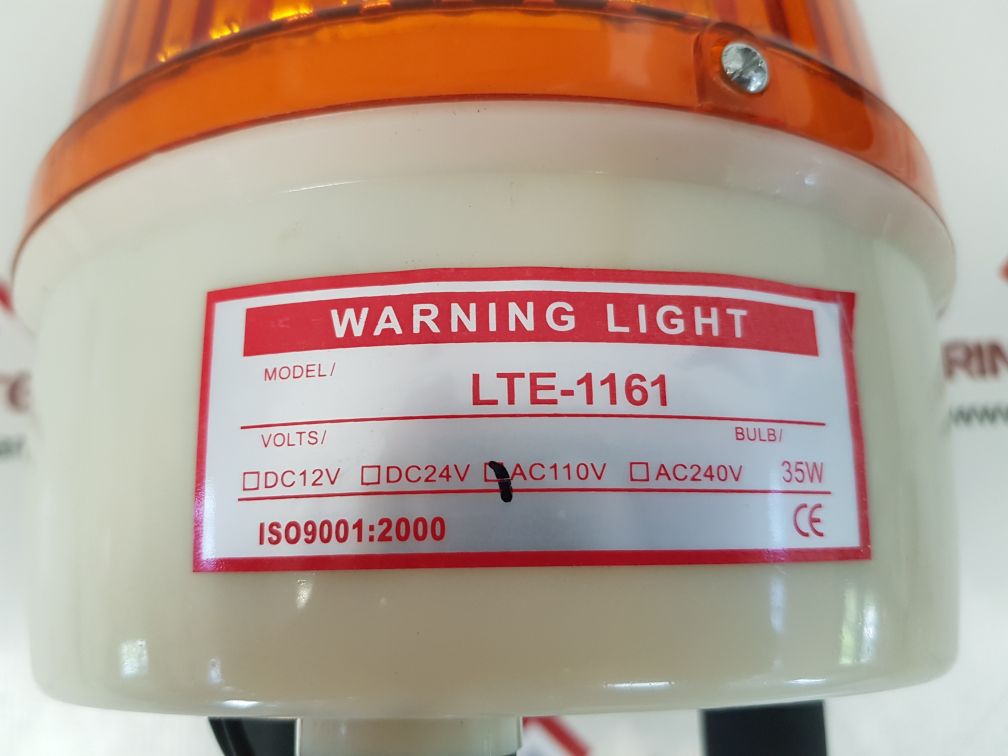 WARNING LIGHT
MODEL/
LTE-1161
VOLTS/ BULB/
☐DC12V ☐DC24V ☐AC110V ☐AC240V 35W
ISO9001:2000 CE